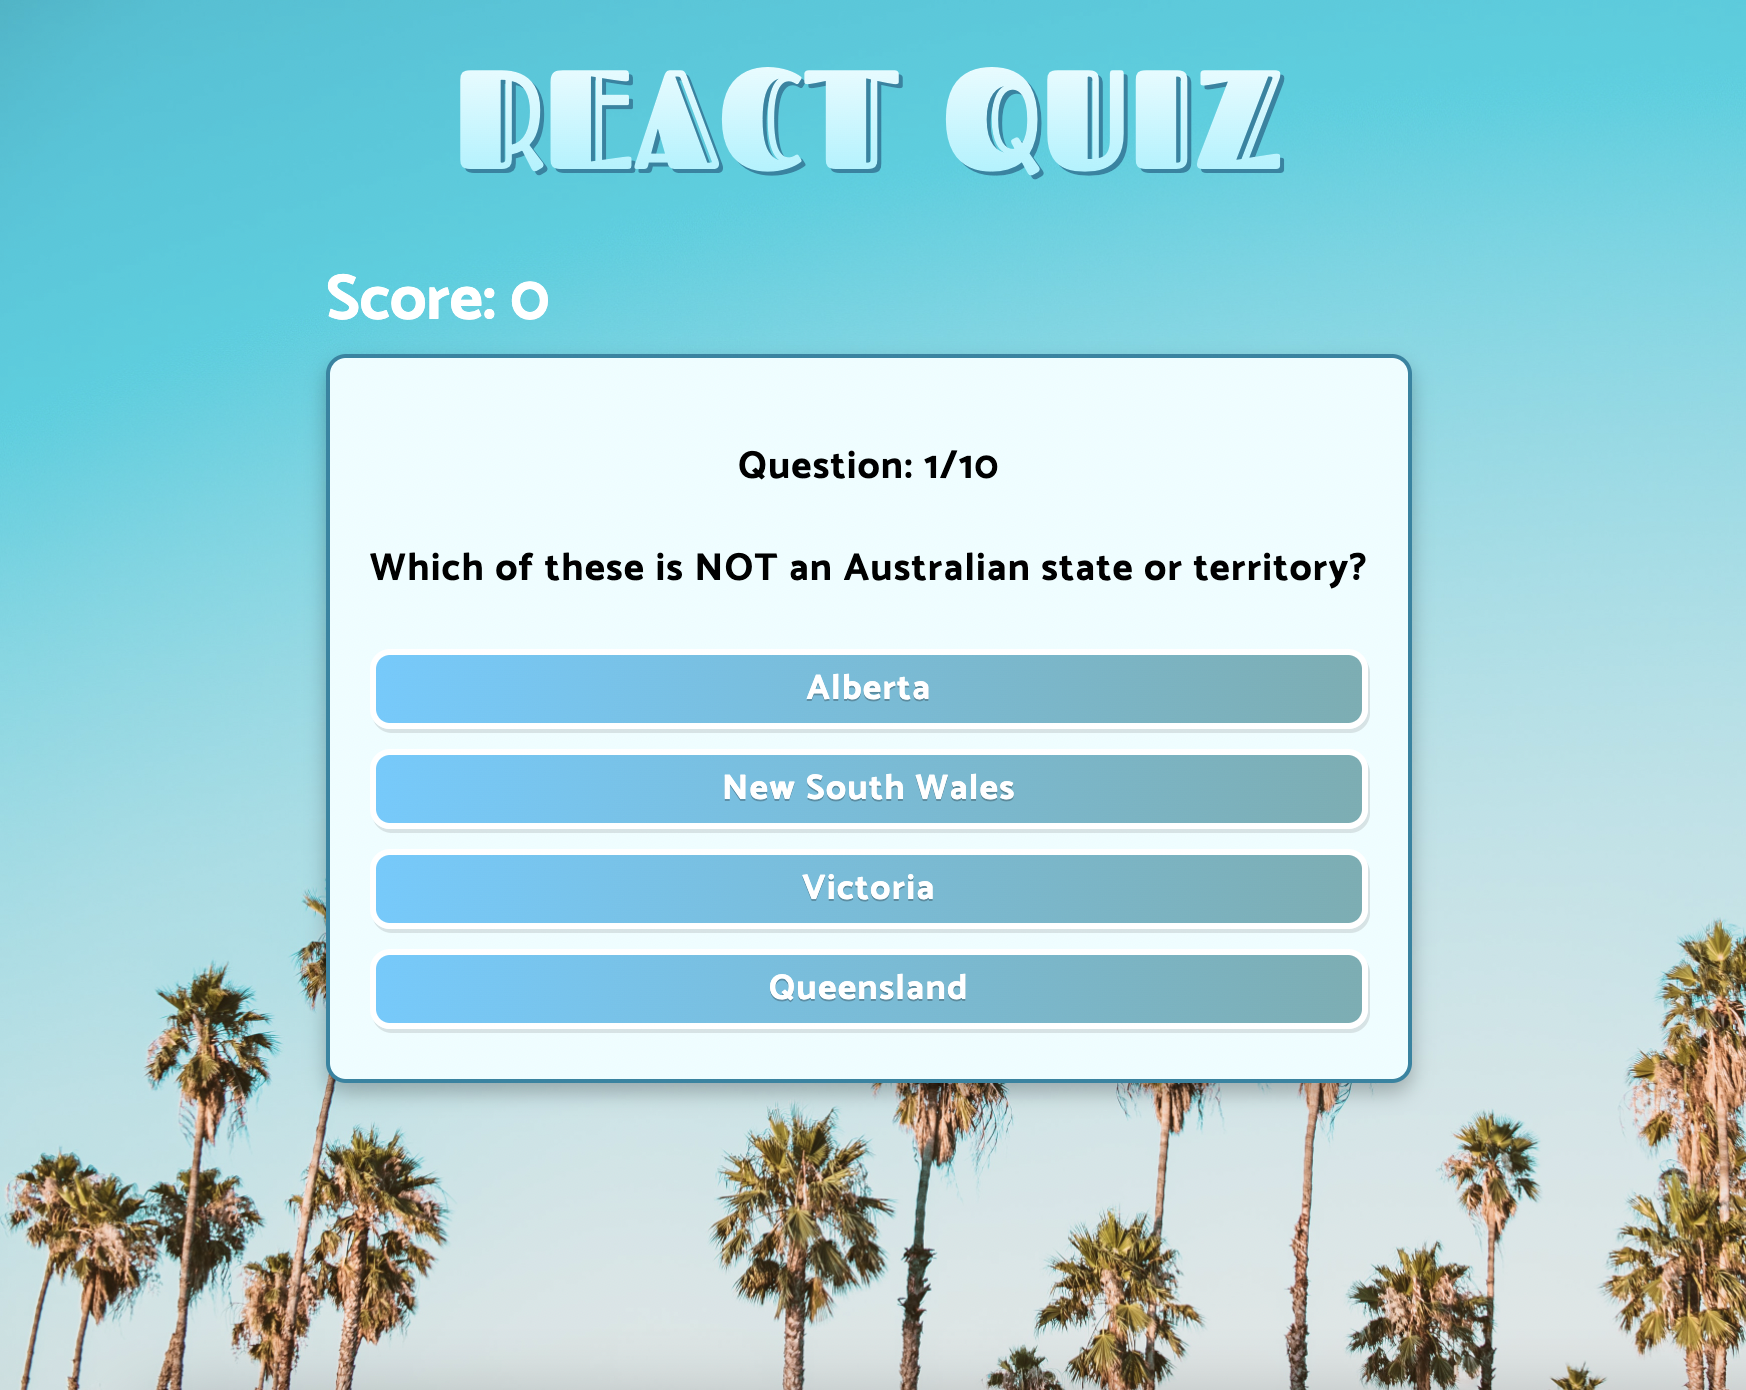 REACT QUIZ
Score: 0
Question: 1/10
Which of these is NOT an Australian state or territory?
Alberta
New South Wales
Victoria
Queensland